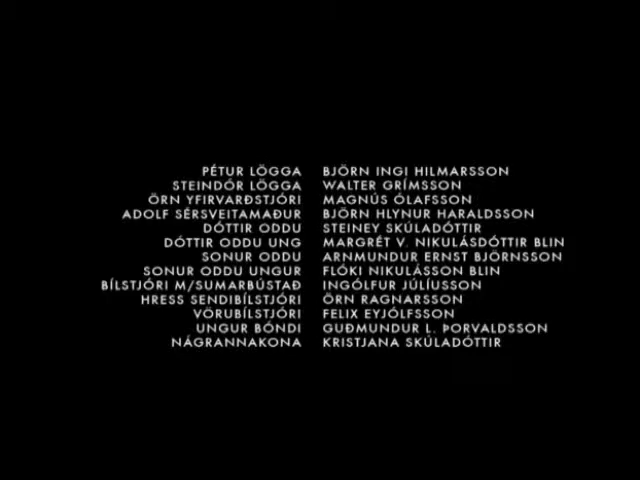 PÉTUR LÖGGA BJÖRN INGI HILMARSSON
STEINDÓR LÖGGA WALTER GRÍMSSON
ÖRN YFIRVARÐSTJÓRI MAGNÚS ÓLAFSSON
ADOLF SÉRSVEITAMAÐUR BJÖRN HLYNUR HARALDSSON
DÓTTIR ODDU STEINEY SKÚLADÓTTIR
DÓTTIR ODDU UNG MARGRÉT V. NIKULÁSDÓTTIR BLIN
SONUR ODDU ARNMUNDUR ERNST BJÖRNSSON
SONUR ODDU UNGUR FLÓKI NIKULÁSSON BLIN
BÍLSTJÓRI M/SUMARBÚSTAÐ INGÓLFUR JÚLÍUSSON
HRESS SENDIBÍLSTJÓRI ÖRN RAGNARSSON
VÖRUBÍLSTJÓRI FELIX EYJÓLFSSON
UNGUR BÓNDI GUÐMUNDUR L. ÞORVALDSSON
NÁGRANNAKONA KRISTJANA SKÚLADÓTTIR